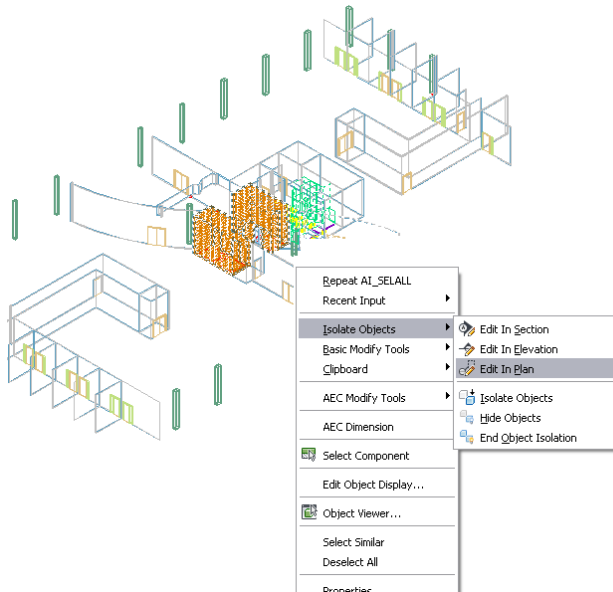 Repeat AI_SELALL
Recent Input
Isolate Objects
Basic Modify Tools
Clipboard
AEC Modify Tools
AEC Dimension
Select Component
Edit Object Display...
Object Viewer...
Select Similar
Deselect All
Properties
Edit In Section
Edit In Elevation
Edit In Plan
Isolate Objects
Hide Objects
End Object Isolation